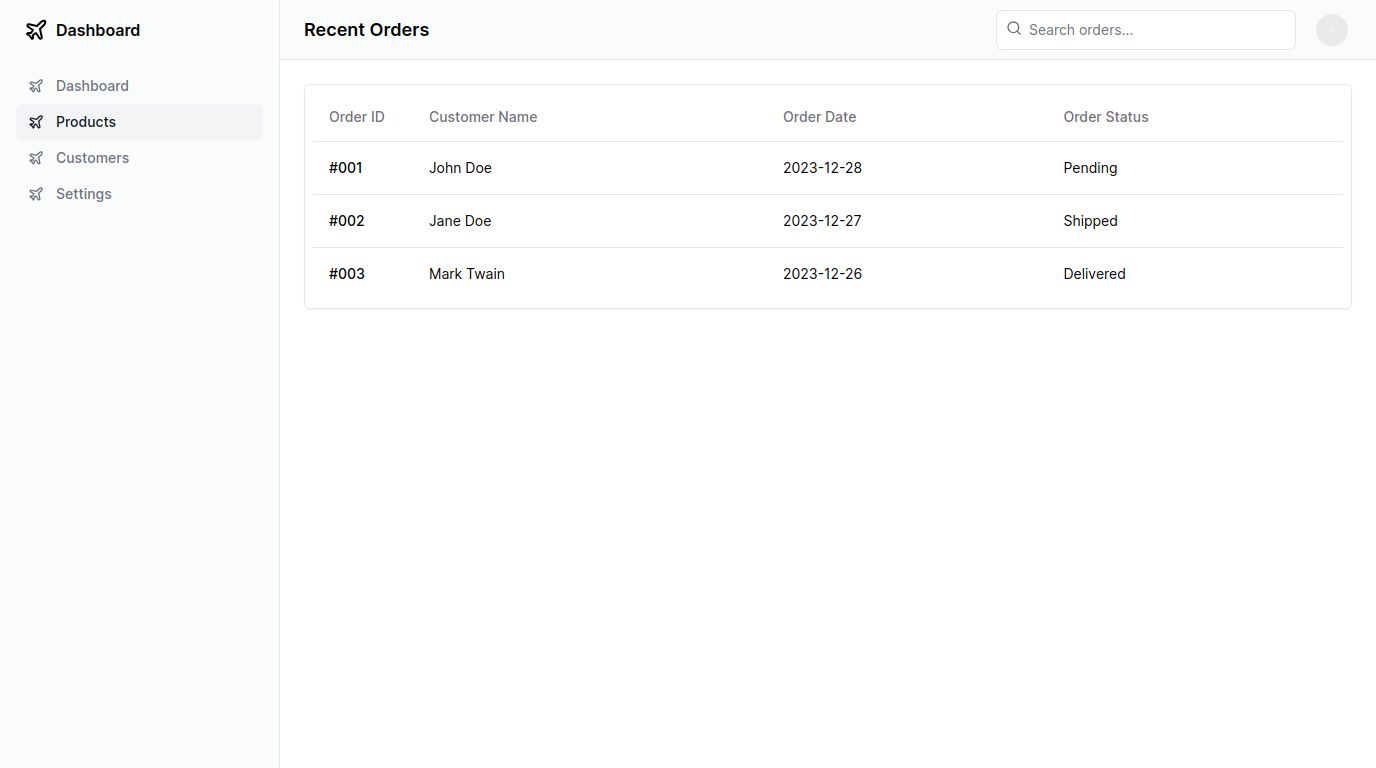 Dashboard
Dashboard
Products
Customers
Settings
Recent Orders
Search orders...
Order ID Customer Name Order Date Order Status
#001 John Doe 2023-12-28 Pending
#002 Jane Doe 2023-12-27 Shipped
#003 Mark Twain 2023-12-26 Delivered